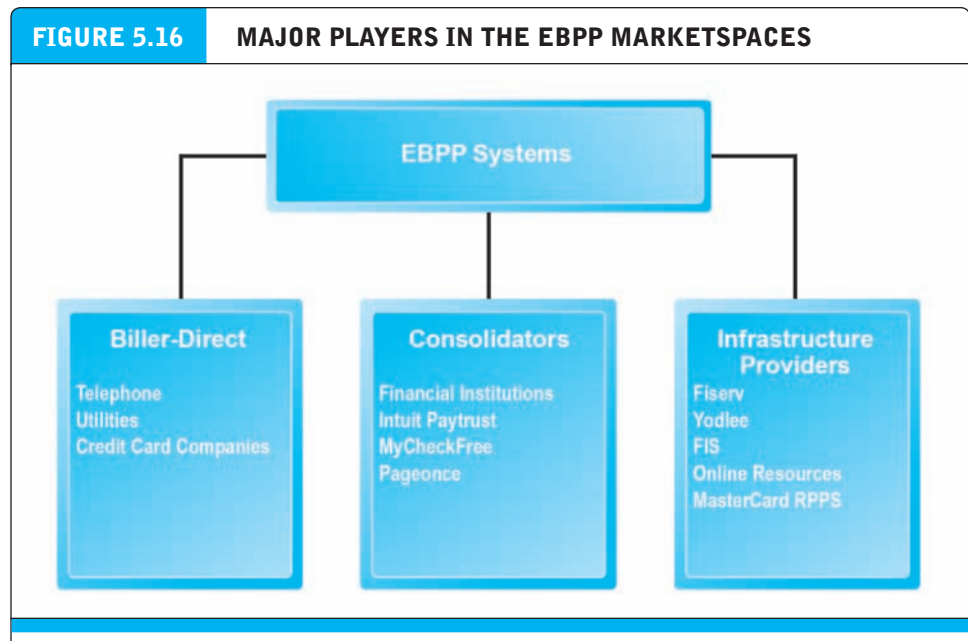 FIGURE 5.16 MAJOR PLAYERS IN THE EBPP MARKETSPACES
EBPP Systems
Biller-Direct
Telephone
Utilities
Credit Card Companies
Consolidators
Financial Institutions
Intuit Paytrust
MyCheckFree
Pageonce
Infrastructure
Providers
Fiserv
Yodlee
FIS
Online Resources
MasterCard RPPS